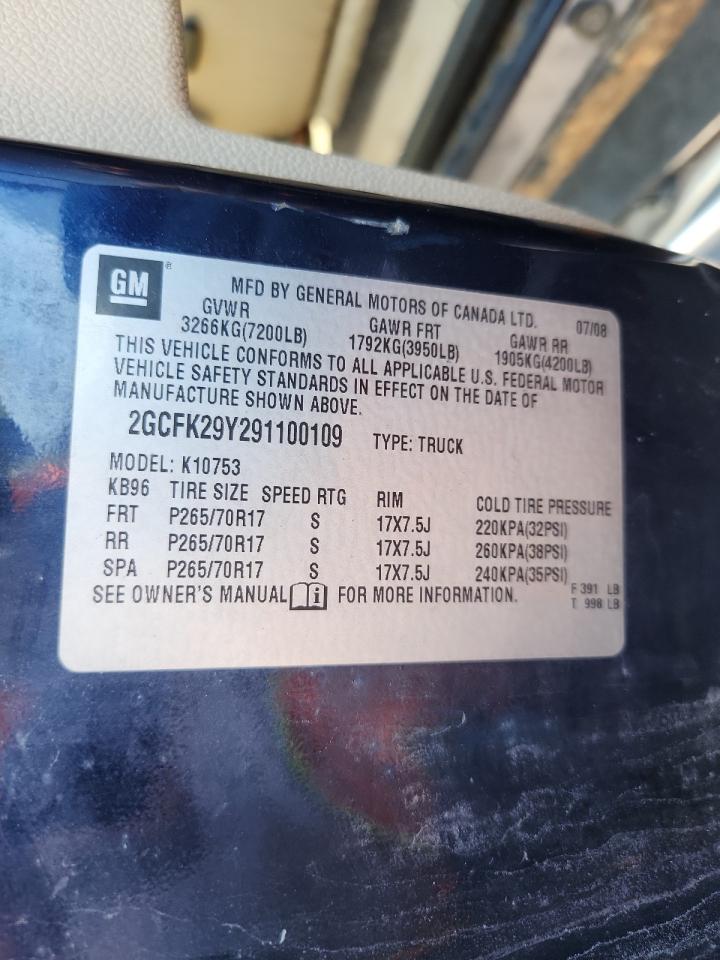 GM®
MFD BY GENERAL MOTORS OF CANADA LTD. 07/08
GVWR GAWR FRT GAWR RR
3266KG(7200LB) 1792KG(3950LB) 1905KG(4200LB)
THIS VEHICLE CONFORMS TO ALL APPLICABLE U.S. FEDERAL MOTOR
VEHICLE SAFETY STANDARDS IN EFFECT ON THE DATE OF
MANUFACTURE SHOWN ABOVE.
2GCFK29Y291100109 TYPE: TRUCK
MODEL: K10753
KB96 TIRE SIZE SPEED RTG RIM COLD TIRE PRESSURE
FRT P265/70R17 S 17X7.5J 220KPA(32PSI)
RR P265/70R17 S 17X7.5J 260KPA(38PSI)
SPA P265/70R17 S 17X7.5J 240KPA(35PSI)
SEE OWNER'S MANUAL i FOR MORE INFORMATION.
F 391 LB
T 998 LB